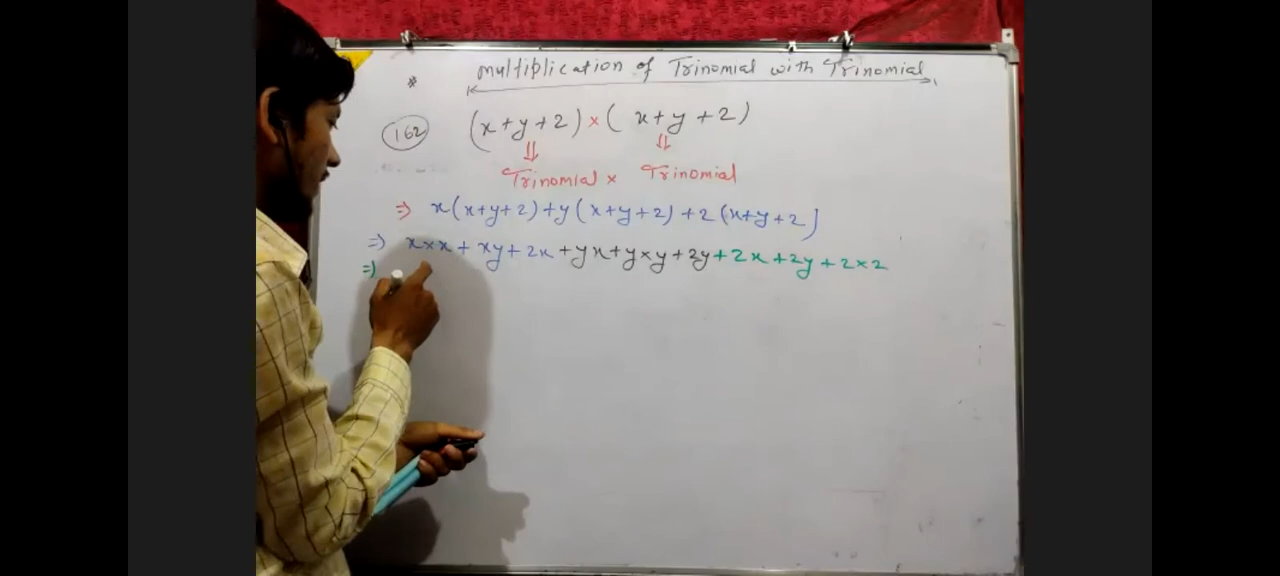 * Multiplication of Trinomial with Trinomial
162 (x+y+2) × ( x+y+2)
⇓ ⇓
Trinomial × Trinomial
⇒ x(x+y+2)+y(x+y+2)+2(x+y+2)
⇒ x×x+xy+2x+yx+y×y+2y+2x+2y+2×2
⇒